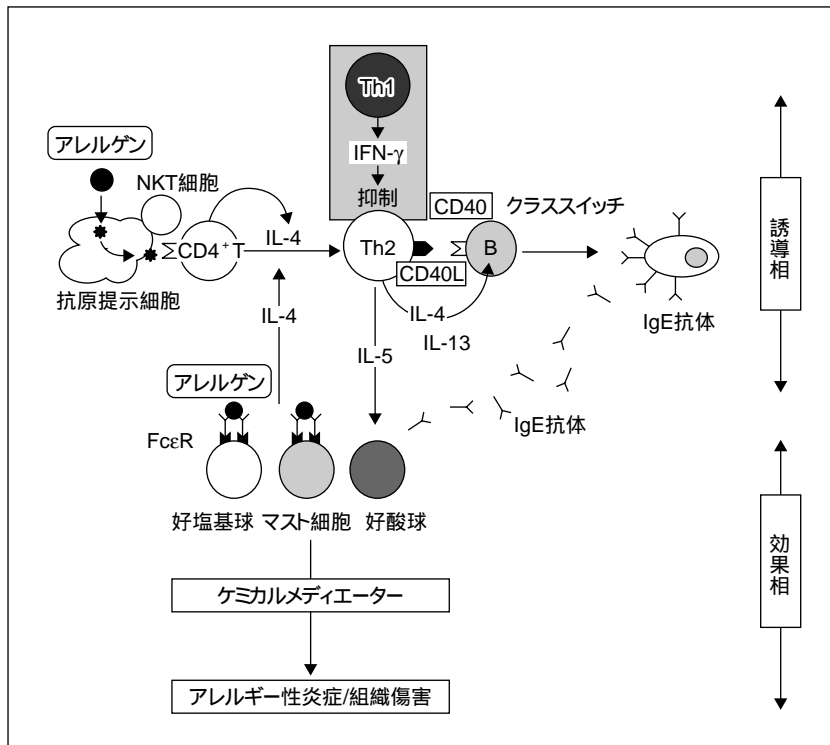 Th1
IFN-γ
抑制
アレルゲン
NKT細胞
CD4⁺T
IL-4
Th2
CD40
CD40L
B
クラススイッチ
抗原提示細胞
IL-4
IL-4
IL-13
IL-5
IgE抗体
IgE抗体
誘導相
アレルゲン
FcεR
好塩基球
マスト細胞
好酸球
ケミカルメディエーター
アレルギー性炎症/組織傷害
効果相